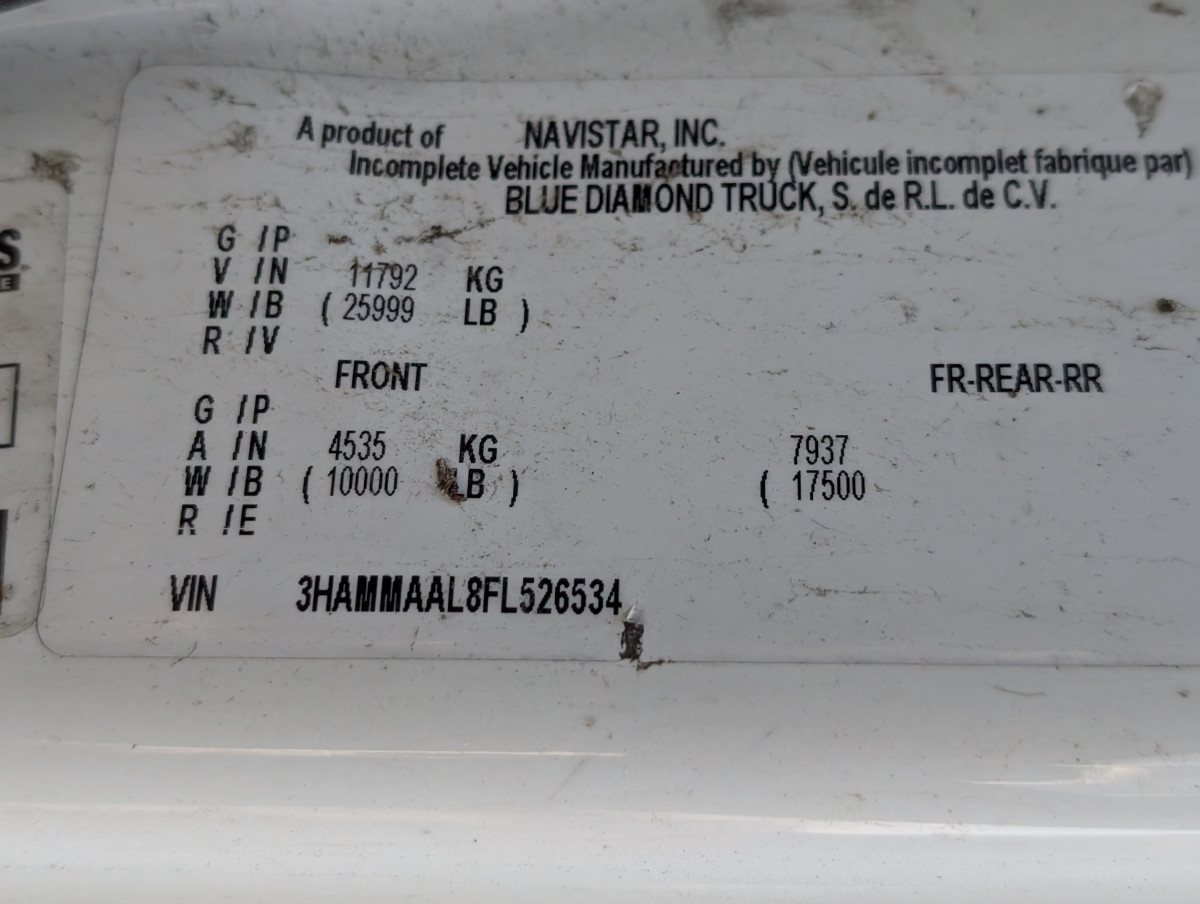 A product of NAVISTAR, INC.
Incomplete Vehicle Manufactured by (Vehicule incomplet fabrique par)
BLUE DIAMOND TRUCK, S. de R.L. de C.V.
G /P
V /N 11792 KG
W /B ( 25999 LB )
R /V
FRONT FR-REAR-RR
G /P
A /N 4535 KG 7937
W /B ( 10000 LB ) ( 17500
R /E
VIN 3HAMMAAL8FL526534